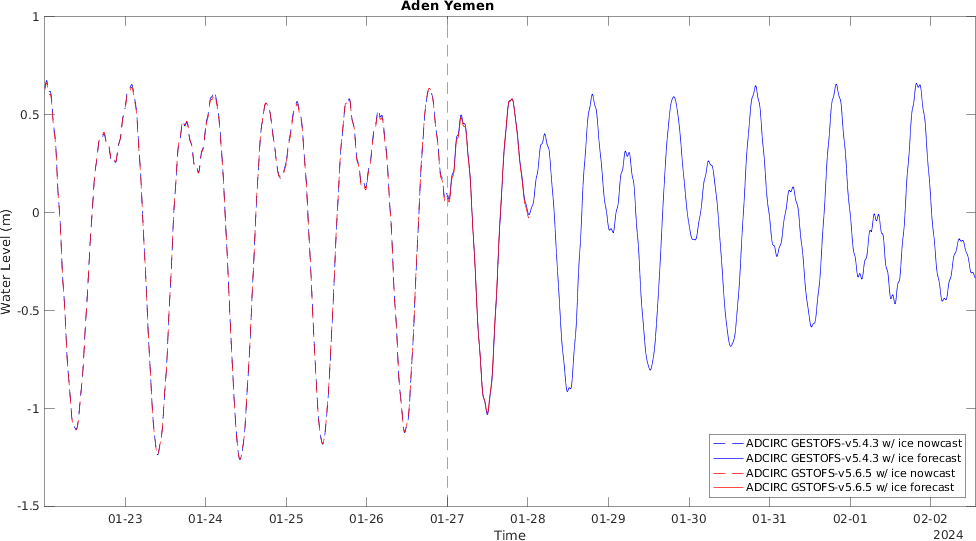 Aden Yemen
1
0.5
0
-0.5
-1
-1.5
Water Level (m)
ADCIRC GESTOFS-v5.4.3 w/ ice nowcast
ADCIRC GESTOFS-v5.4.3 w/ ice forecast
ADCIRC GSTOFS-v5.6.5 w/ ice nowcast
ADCIRC GSTOFS-v5.6.5 w/ ice forecast
01-23 01-24 01-25 01-26 01-27 01-28 01-29 01-30 01-31 02-01 02-02
Time
2024